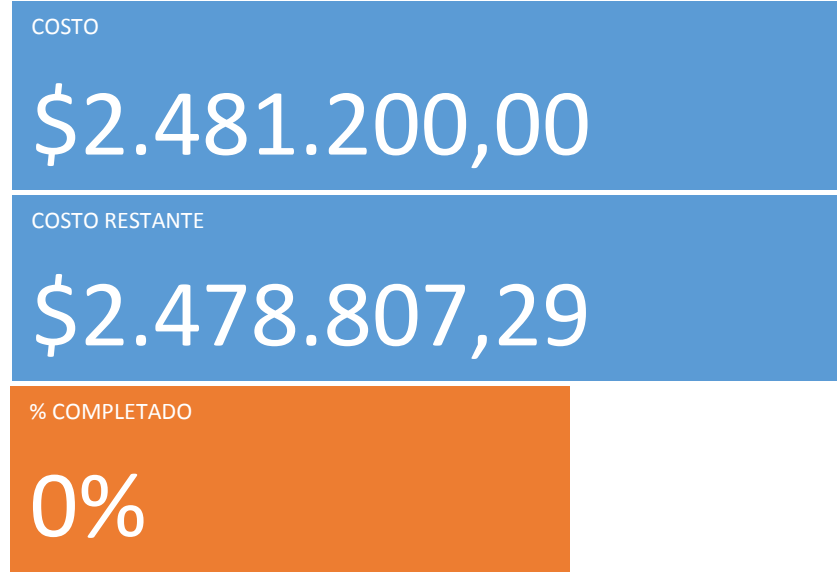 COSTO
$2.481.200,00
COSTO RESTANTE
$2.478.807,29
% COMPLETADO
0%